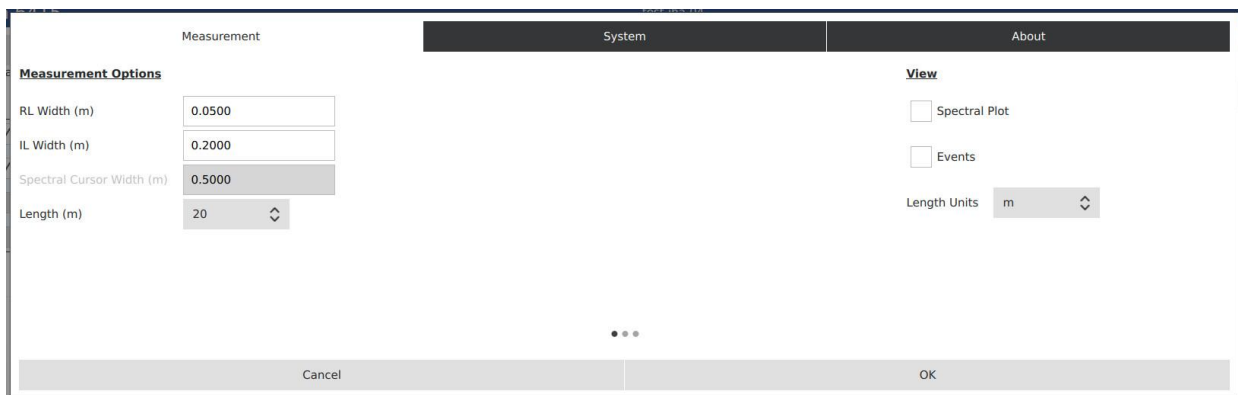 Measurement System About
Measurement Options View
RL Width (m) 0.0500 Spectral Plot
IL Width (m) 0.2000 Events
Spectral Cursor Width (m) 0.5000
Length (m) 20 Length Units m
Cancel OK